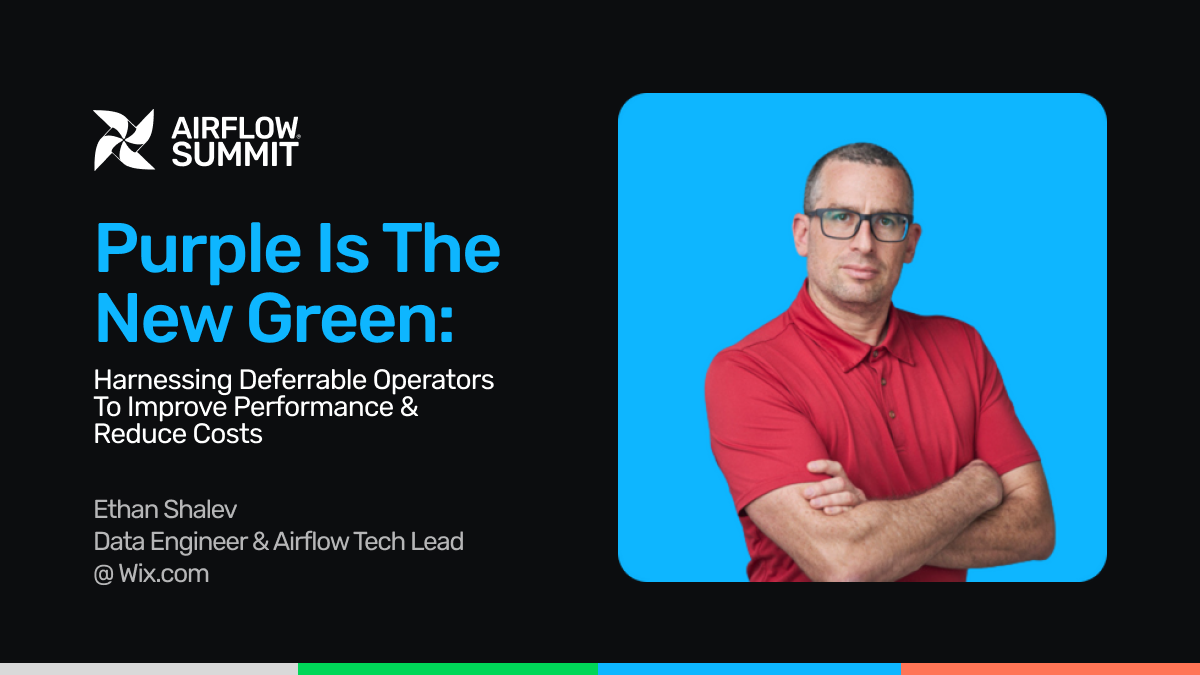 AIRFLOW
SUMMIT
Purple Is The
New Green:
Harnessing Deferrable Operators
To Improve Performance &
Reduce Costs
Ethan Shalev
Data Engineer & Airflow Tech Lead
@ Wix.com